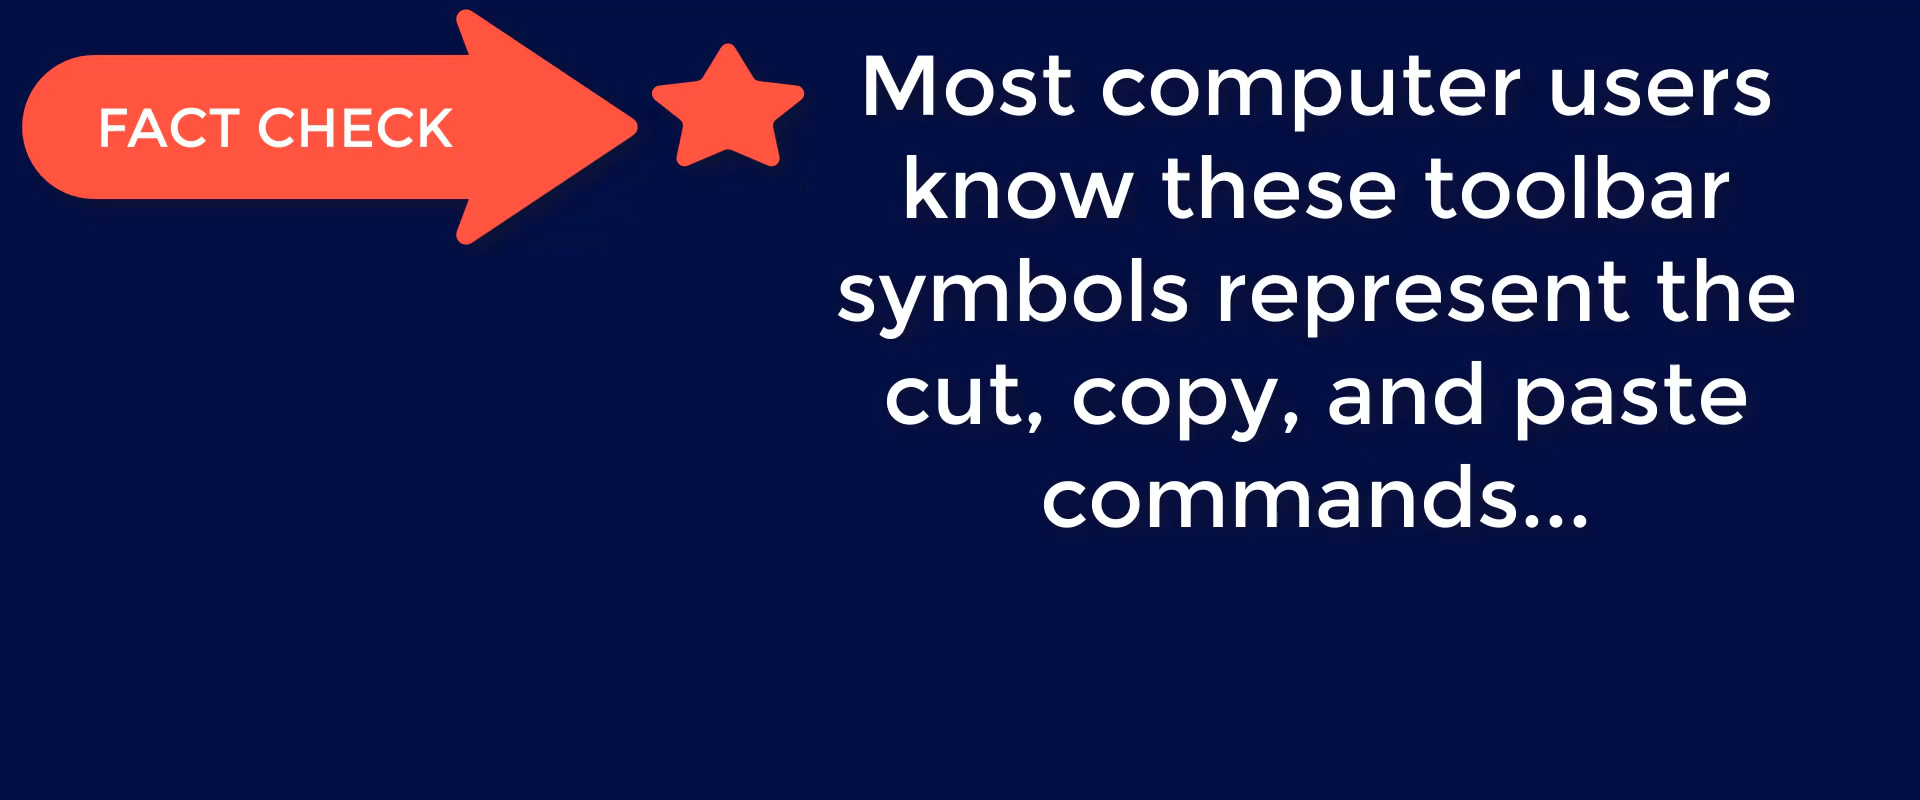 FACT CHECK
Most computer users
know these toolbar
symbols represent the
cut, copy, and paste
commands...